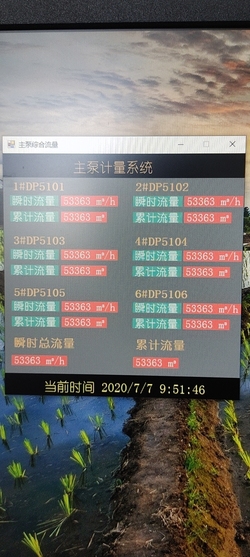 主泵综合流量
主泵计量系统
1#DP5101 2#DP5102
瞬时流量 53363 m³/h 瞬时流量 53363 m³/h
累计流量 53363 m³ 累计流量 53363 m³
3#DP5103 4#DP5104
瞬时流量 53363 m³/h 瞬时流量 53363 m³/h
累计流量 53363 m³ 累计流量 53363 m³
5#DP5105 6#DP5106
瞬时流量 53363 m³/h 瞬时流量 53363 m³/h
累计流量 53363 m³ 累计流量 53363 m³
瞬时总流量 累计流量
53363 m³/h 53363 m³
当前时间 2020/7/7 9:51:46